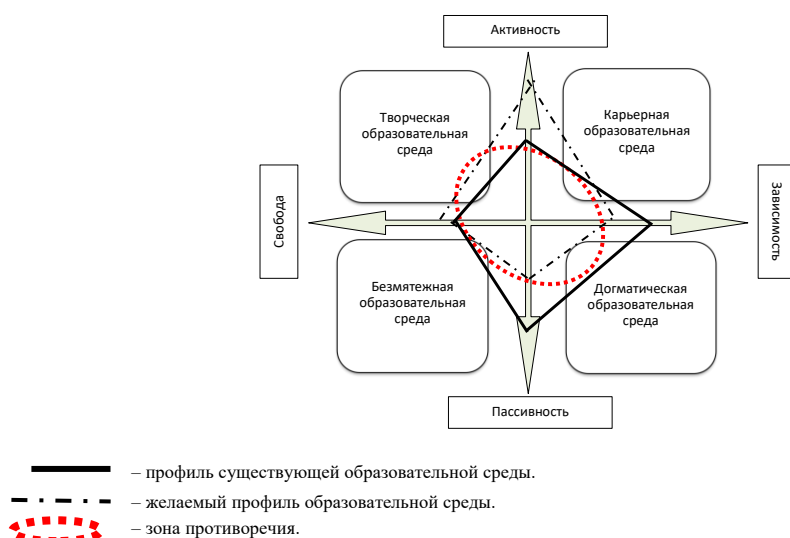 Активность
Творческая
образовательная
среда
Карьерная
образовательная
среда
Свобода
Зависимость
Безмятежная
образовательная
среда
Догматическая
образовательная
среда
Пассивность
– профиль существующей образовательной среды.
– желаемый профиль образовательной среды.
– зона противоречия.